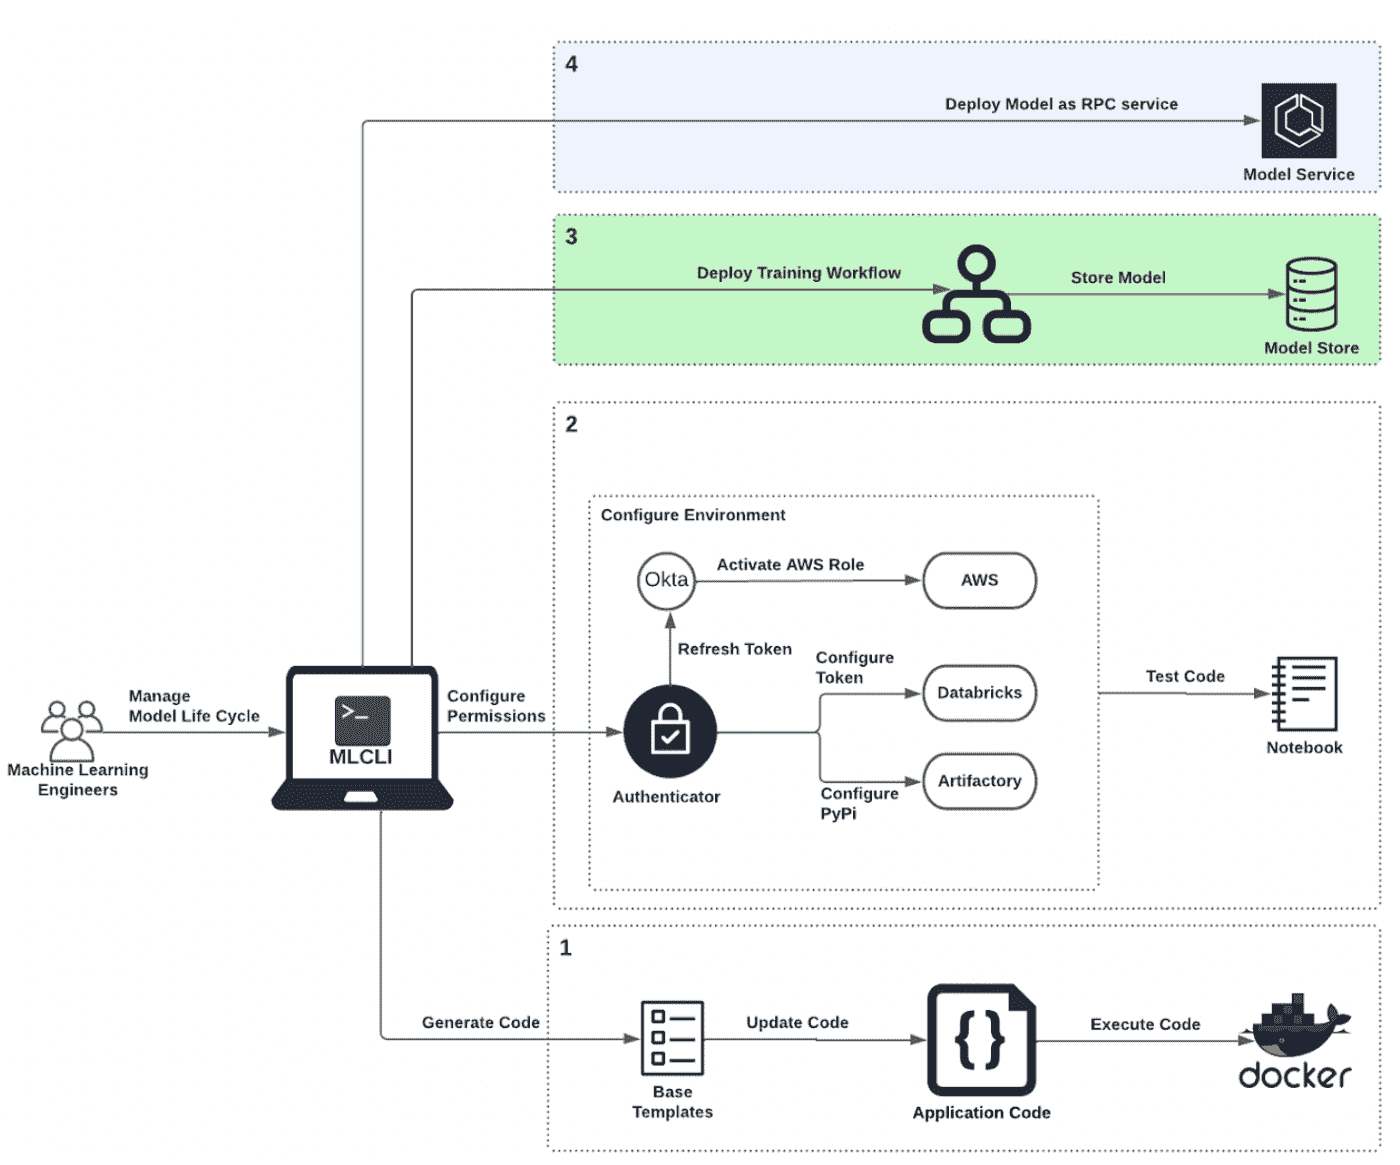 4
Deploy Model as RPC service
Model Service
3
Deploy Training Workflow
Store Model
Model Store
2
Configure Environment
Okta
Activate AWS Role
AWS
Refresh Token
Configure
Token
Databricks
Test Code
Notebook
Manage
Model Life Cycle
Machine Learning
Engineers
>_
MLCLI
Configure
Permissions
Authenticator
Configure
PyPi
Artifactory
1
Generate Code
Base
Templates
Update Code
{}
Application Code
Execute Code
docker